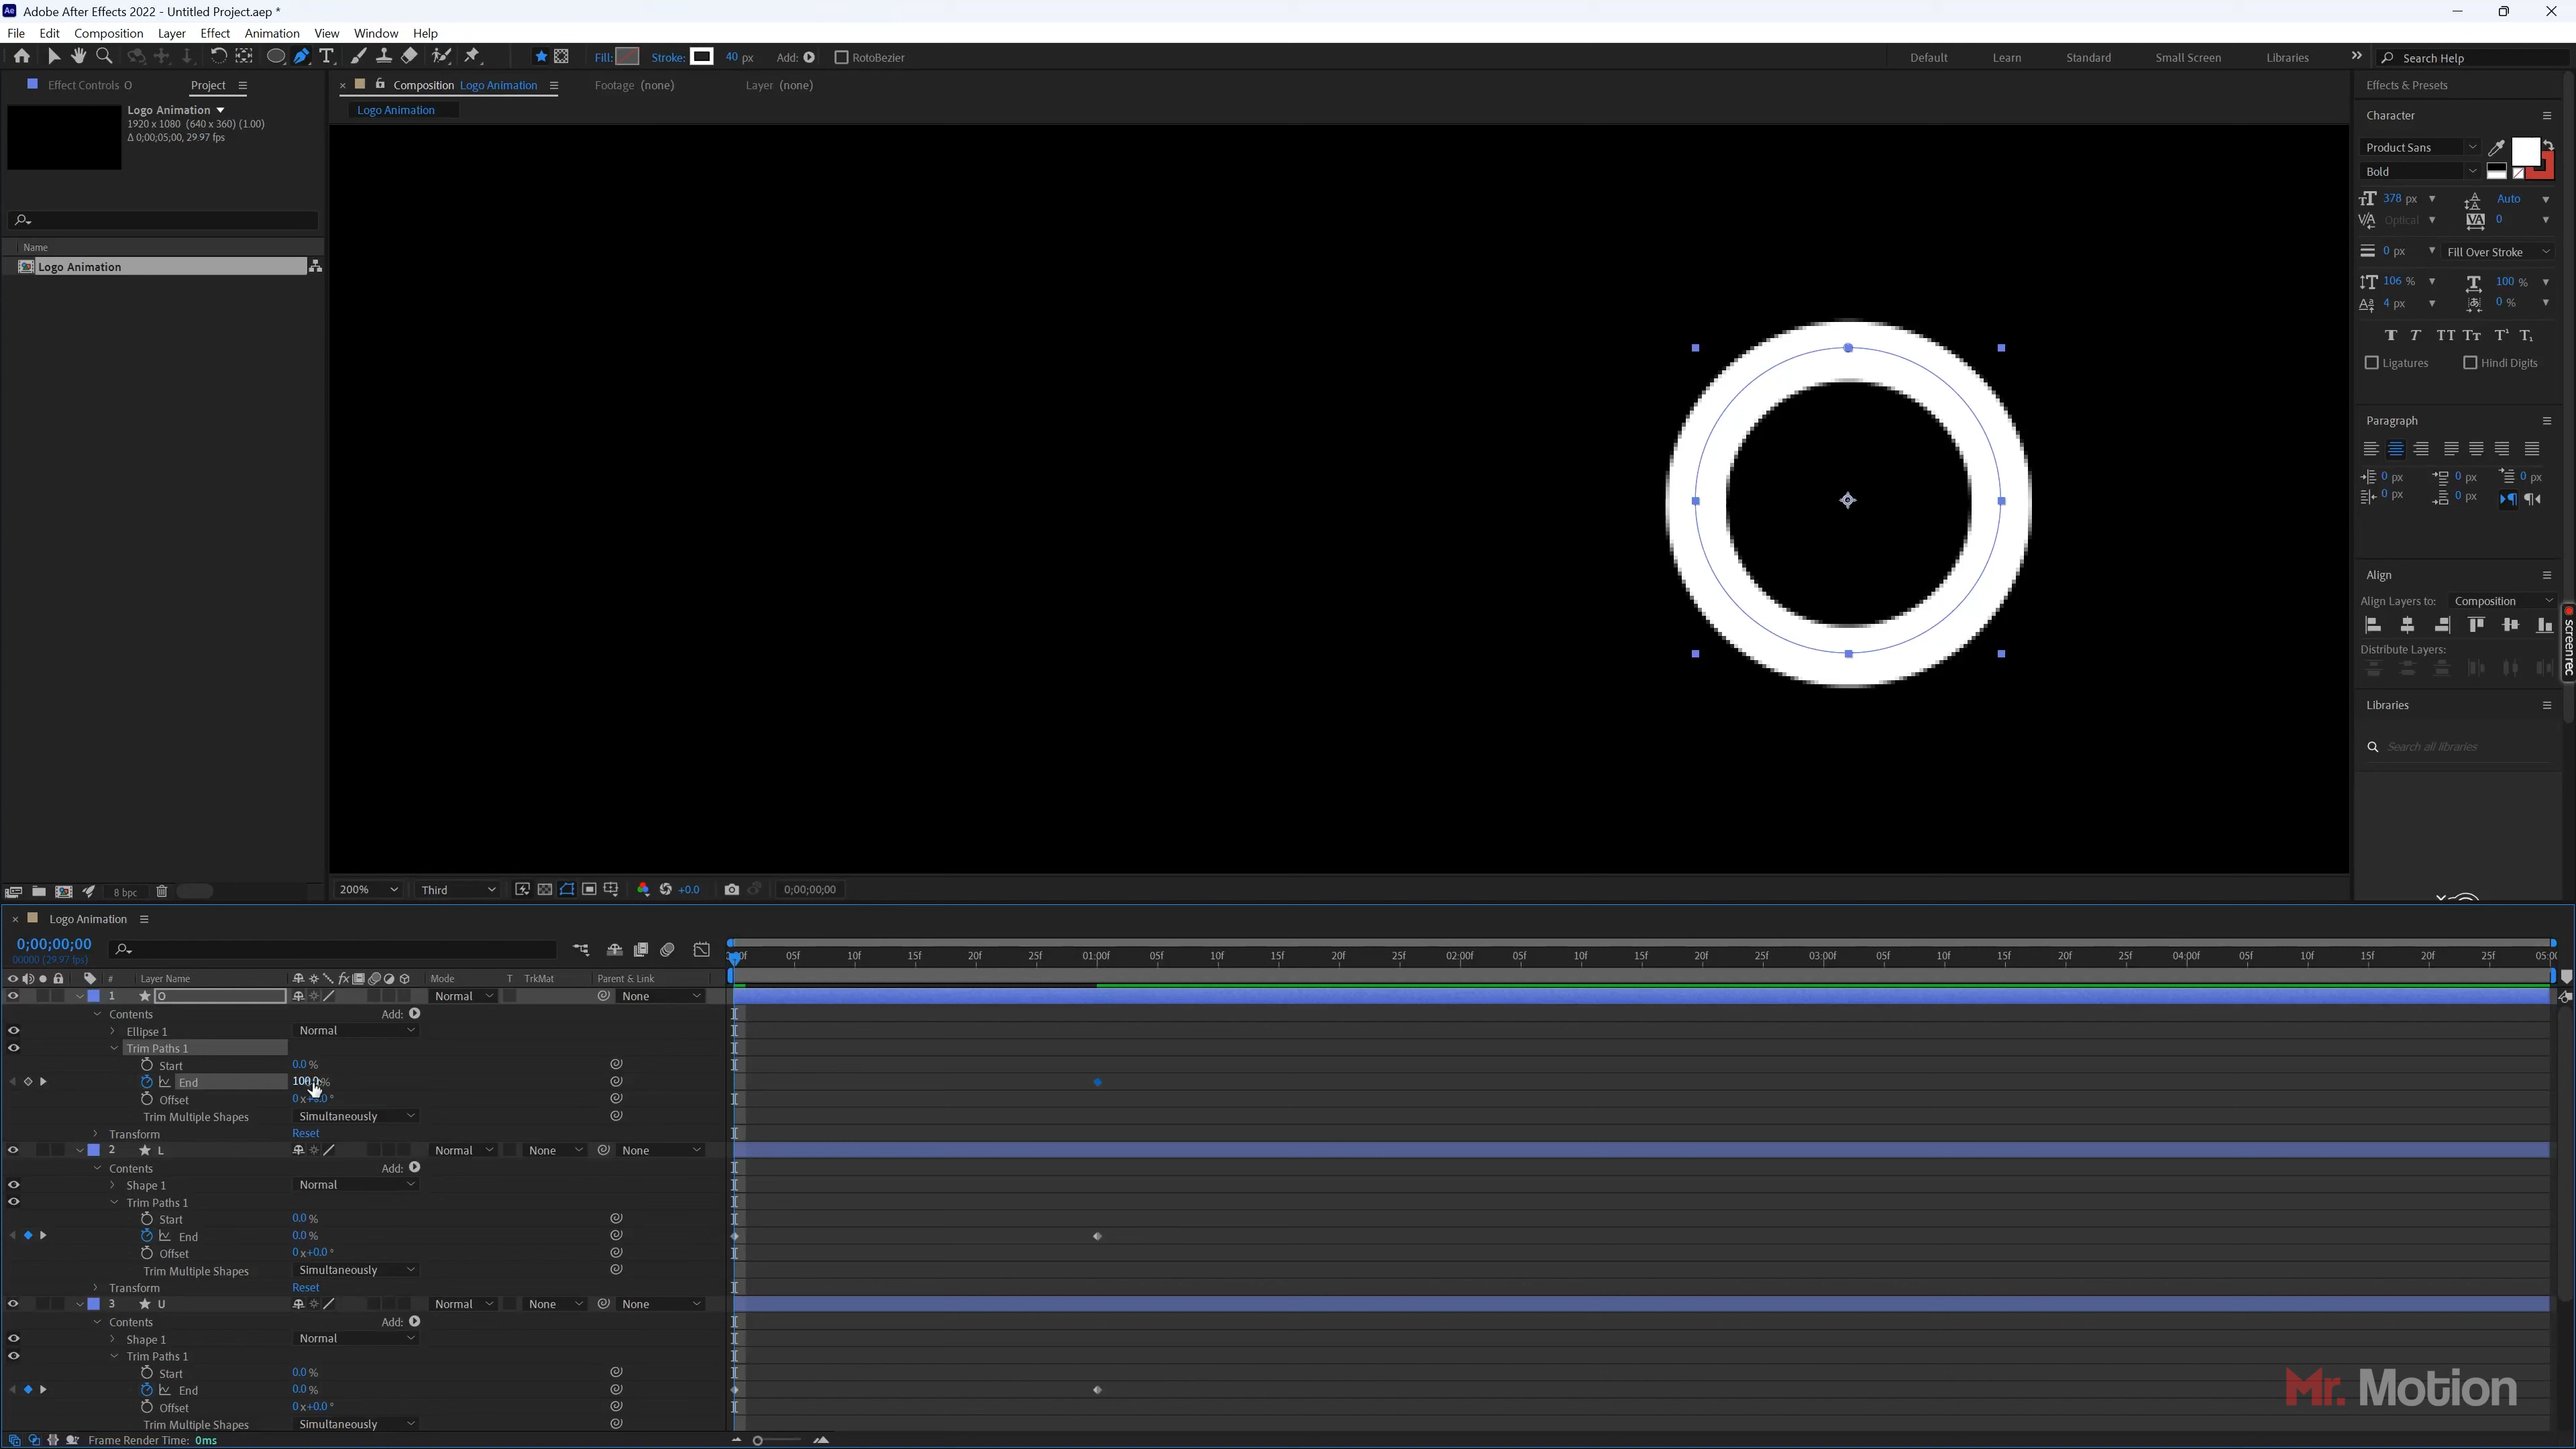 Adobe After Effects 2022 - Untitled Project.aep *
File Edit Composition Layer Effect Animation View Window Help
Fill: Stroke: 40 px Add: RotoBezier Default Learn Standard Small Screen Libraries Search Help
Effect Controls O Project
Composition Logo Animation Footage (none) Layer (none)
Effects & Presets
Logo Animation
1920 x 1080 (640 x 360) (1.00)
Δ 0;00;05;00, 29.97 fps
Logo Animation
Character
Product Sans
Bold
378 px Auto
Optical 0
0 px Fill Over Stroke
106 % 100 %
4 px 0 %
T T TT Tt T¹ T₁
Ligatures Hindi Digits
Name
Logo Animation
Paragraph
0 px 0 px 0 px
0 px 0 px
Align
Align Layers to: Composition
Distribute Layers:
screenrec
Libraries
Search all libraries
8 bpc
200% Third +0.0 0;00;00;00
Logo Animation
0;00;00;00
00000 (29.97 fps)
05f 10f 15f 20f 25f 01:00f 05f 10f 15f 20f 25f 02:00f 05f 10f 15f 20f 25f 03:00f 05f 10f 15f 20f 25f 04:00f 05f 10f 15f 20f 25f
# Layer Name fx Mode T TrkMat Parent & Link
1 O Normal None
Contents Add:
Ellipse 1 Normal
Trim Paths 1
Start 0.0 %
End
Offset
Trim Multiple Shapes Simultaneously
Transform Reset
2 L Normal None None
Contents Add:
Shape 1 Normal
Trim Paths 1
Start 0.0 %
End 0.0 %
Offset 0 x+0.0 °
Trim Multiple Shapes Simultaneously
Transform Reset
3 U Normal None None
Contents Add:
Shape 1 Normal
Trim Paths 1
Start 0.0 %
End 0.0 %
Offset 0 x+0.0 °
Trim Multiple Shapes Simultaneously
Mr. Motion
Frame Render Time: 0ms